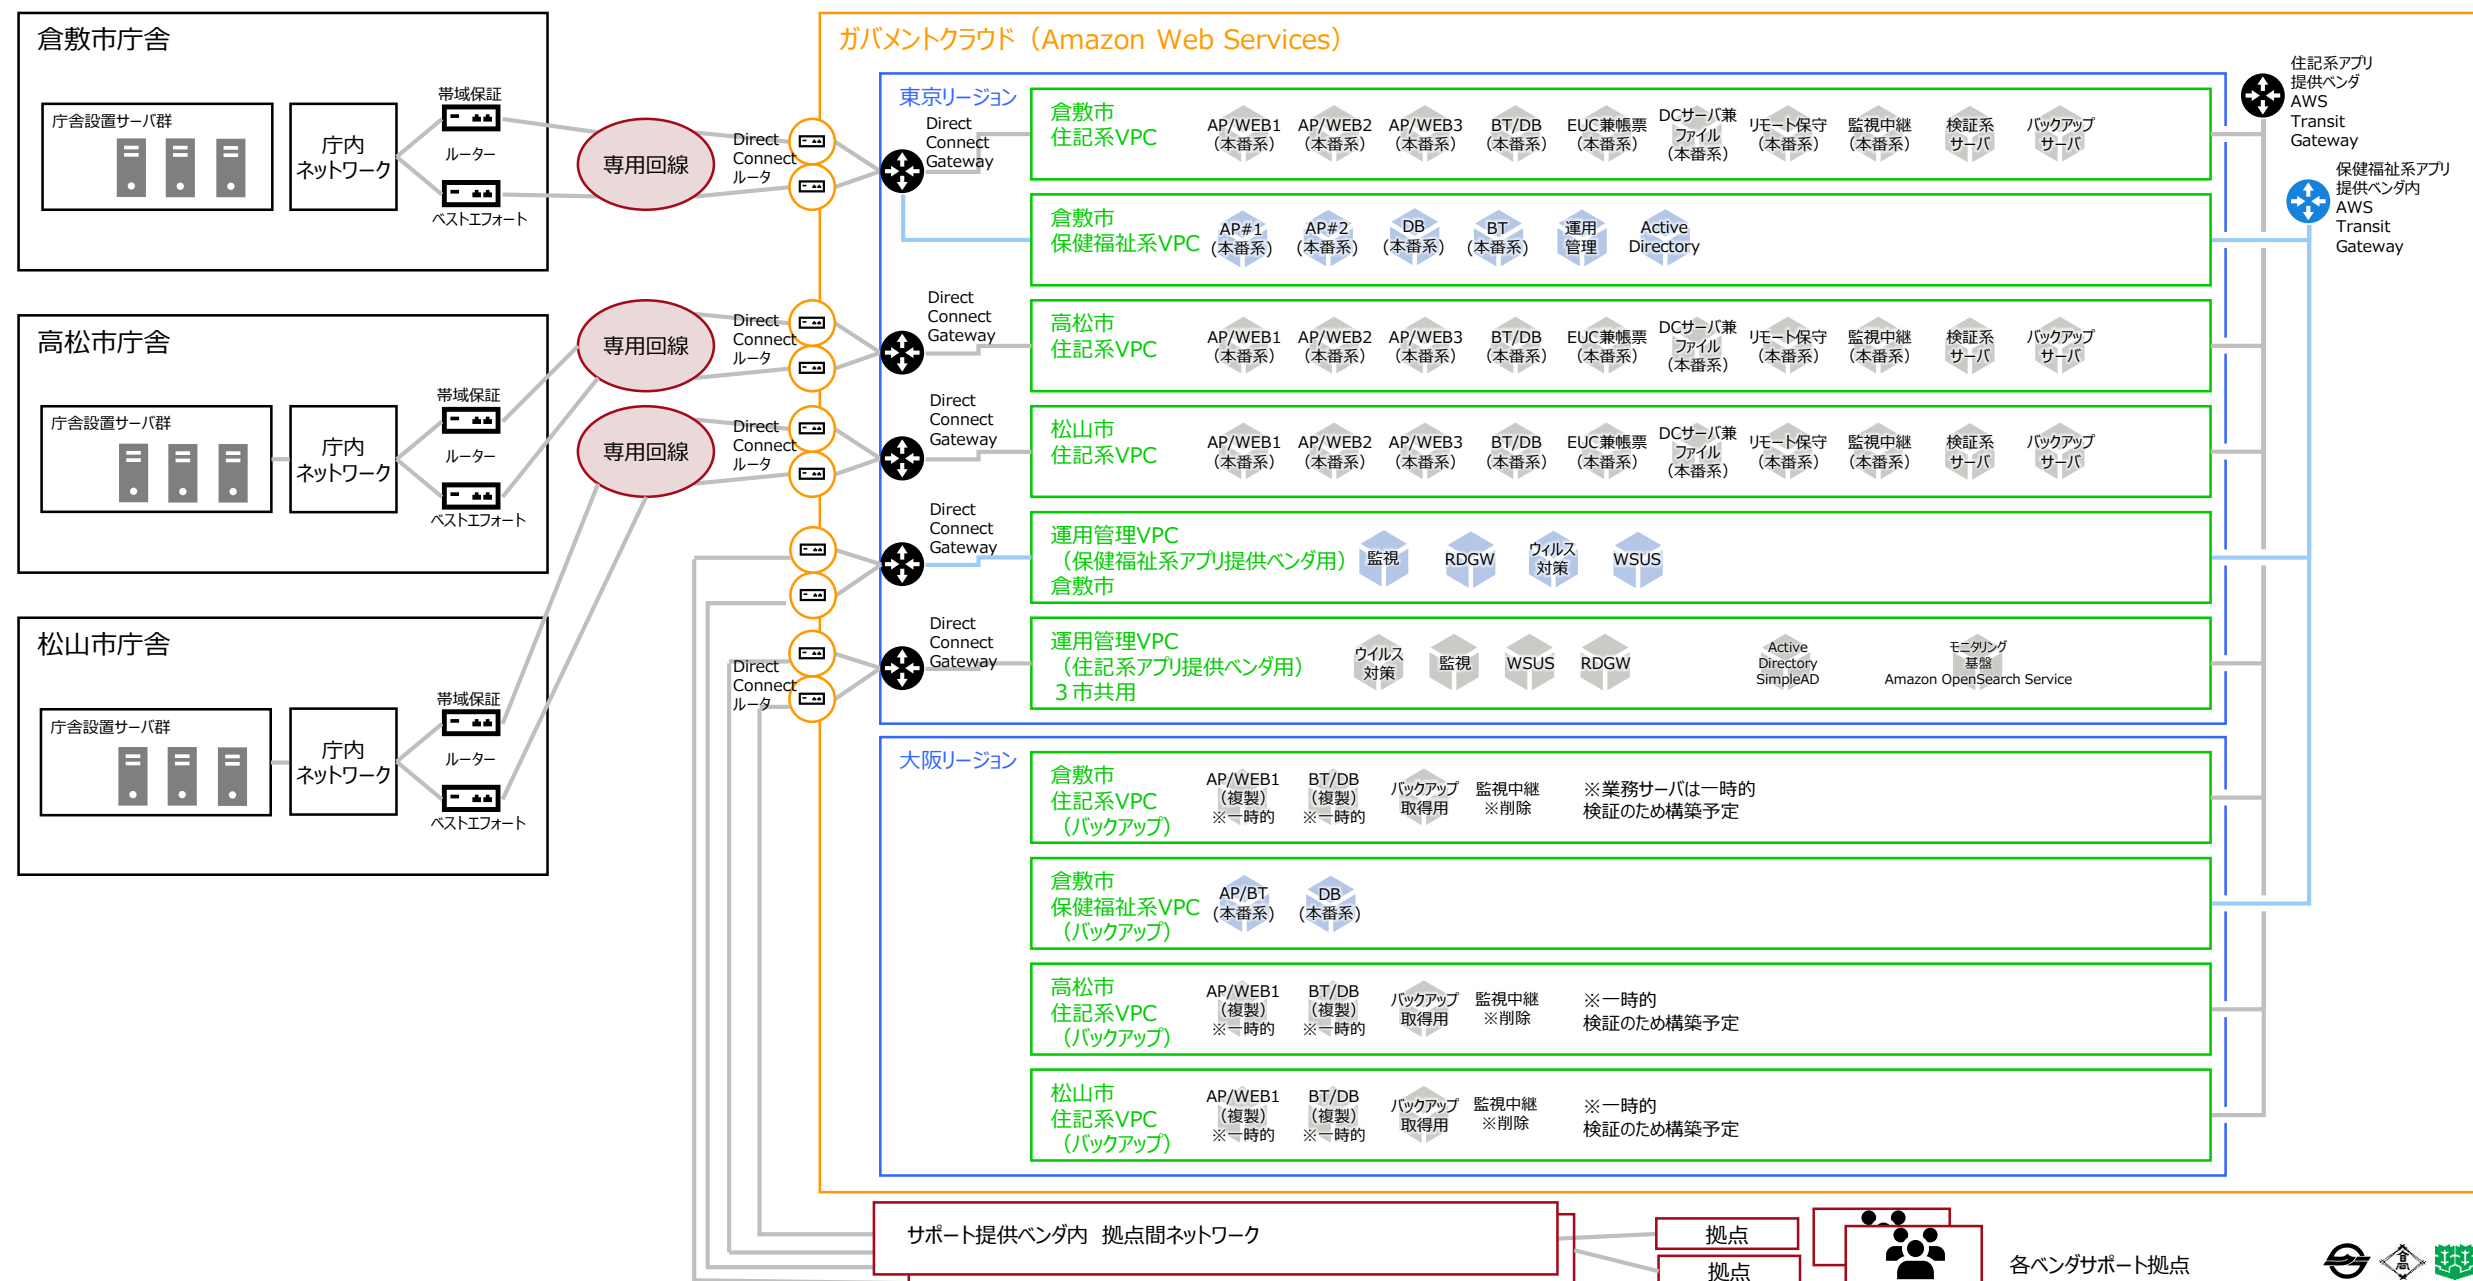 倉敷市庁舎
庁舎設置サーバ群
庁内
ネットワーク
帯域保証
ルーター
ベストエフォート
専用回線
Direct
Connect
ルータ
高松市庁舎
庁舎設置サーバ群
庁内
ネットワーク
帯域保証
ルーター
ベストエフォート
専用回線
Direct
Connect
ルータ
専用回線
Direct
Connect
ルータ
松山市庁舎
庁舎設置サーバ群
庁内
ネットワーク
帯域保証
ルーター
ベストエフォート
Direct
Connect
ルータ
ガバメントクラウド（Amazon Web Services）
東京リージョン
Direct
Connect
Gateway
倉敷市
住記系VPC
AP/WEB1
（本番系）
AP/WEB2
（本番系）
AP/WEB3
（本番系）
BT/DB
（本番系）
EUC兼帳票
（本番系）
DCサーバ兼
ファイル
（本番系）
リモート保守
（本番系）
監視中継
（本番系）
検証系
サーバ
バックアップ
サーバ
倉敷市
保健福祉系VPC
AP#1
（本番系）
AP#2
（本番系）
DB
（本番系）
BT
（本番系）
運用
管理
Active
Directory
Direct
Connect
Gateway
高松市
住記系VPC
AP/WEB1
（本番系）
AP/WEB2
（本番系）
AP/WEB3
（本番系）
BT/DB
（本番系）
EUC兼帳票
（本番系）
DCサーバ兼
ファイル
（本番系）
リモート保守
（本番系）
監視中継
（本番系）
検証系
サーバ
バックアップ
サーバ
Direct
Connect
Gateway
松山市
住記系VPC
AP/WEB1
（本番系）
AP/WEB2
（本番系）
AP/WEB3
（本番系）
BT/DB
（本番系）
EUC兼帳票
（本番系）
DCサーバ兼
ファイル
（本番系）
リモート保守
（本番系）
監視中継
（本番系）
検証系
サーバ
バックアップ
サーバ
Direct
Connect
Gateway
運用管理VPC
（保健福祉系アプリ提供ベンダ用）
倉敷市
監視
RDGW
ウィルス
対策
WSUS
Direct
Connect
Gateway
運用管理VPC
（住記系アプリ提供ベンダ用）
３市共用
ウイルス
対策
監視
WSUS
RDGW
Active
Directory
SimpleAD
モニタリング
基盤
Amazon OpenSearch Service
大阪リージョン
倉敷市
住記系VPC
（バックアップ）
AP/WEB1
（複製）
※一時的
BT/DB
（複製）
※一時的
バックアップ
取得用
監視中継
※削除
※業務サーバは一時的
検証のため構築予定
倉敷市
保健福祉系VPC
（バックアップ）
AP/BT
（本番系）
DB
（本番系）
高松市
住記系VPC
（バックアップ）
AP/WEB1
（複製）
※一時的
BT/DB
（複製）
※一時的
バックアップ
取得用
監視中継
※削除
※一時的
検証のため構築予定
松山市
住記系VPC
（バックアップ）
AP/WEB1
（複製）
※一時的
BT/DB
（複製）
※一時的
バックアップ
取得用
監視中継
※削除
※一時的
検証のため構築予定
住記系アプリ
提供ベンダ
AWS
Transit
Gateway
保健福祉系アプリ
提供ベンダ内
AWS
Transit
Gateway
サポート提供ベンダ内　拠点間ネットワーク
拠点
拠点
各ベンダサポート拠点